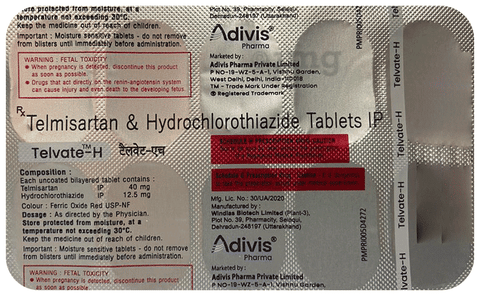 Store protected from moisture, at a
temperature not exceeding 30°C.
Keep the medicine out of reach of children.
Important : Moisture sensitive tablets - do not remove
from blisters until immediately before administration.
WARNING : FETAL TOXICITY
● When pregnancy is detected, discontinue this product
as soon as possible.
● Drugs that act directly on the renin-angiotensin system
can cause injury and even death to the developing fetus.
Plot No. 39, Pharmacity, Selaqui,
Dehradun-248197 (Uttarakhand)
Adivis®
Pharma
Marketed by :
Adivis Pharma Private Limited
P NO-19-WZ-5-A-1, Vishnu Garden,
West Delhi, Delhi, India-110018
TM - Trade Mark Under Registration
® Registered Trademark
mg
Rx Telmisartan & Hydrochlorothiazide Tablets IP
Telvate™-H टैलवेट-एच
Composition :
Each uncoated bilayered tablet contains :
Telmisartan IP 40 mg
Hydrochlorothiazide IP 12.5 mg
Colour : Ferric Oxide Red USP-NF
Dosage : As directed by the Physician.
Store protected from moisture, at a
temperature not exceeding 30°C.
Keep the medicine out of reach of children.
Important : Moisture sensitive tablets - do not remove
from blisters until immediately before administration.
WARNING : FETAL TOXICITY
● When pregnancy is detected, discontinue this product
as soon as possible.
Mfg. Lic. No.: 30/UA/2020
Manufactured by :
Windlas Biotech Limited (Plant-3),
Plot No. 39, Pharmacity, Selaqui,
Dehradun-248197 (Uttarakhand)
Adivis®
Pharma
Marketed by :
Adivis Pharma Private Limited
P NO-19-WZ-5-A-1, Vishnu Garden,
PMPRI00504272
Telvate-H